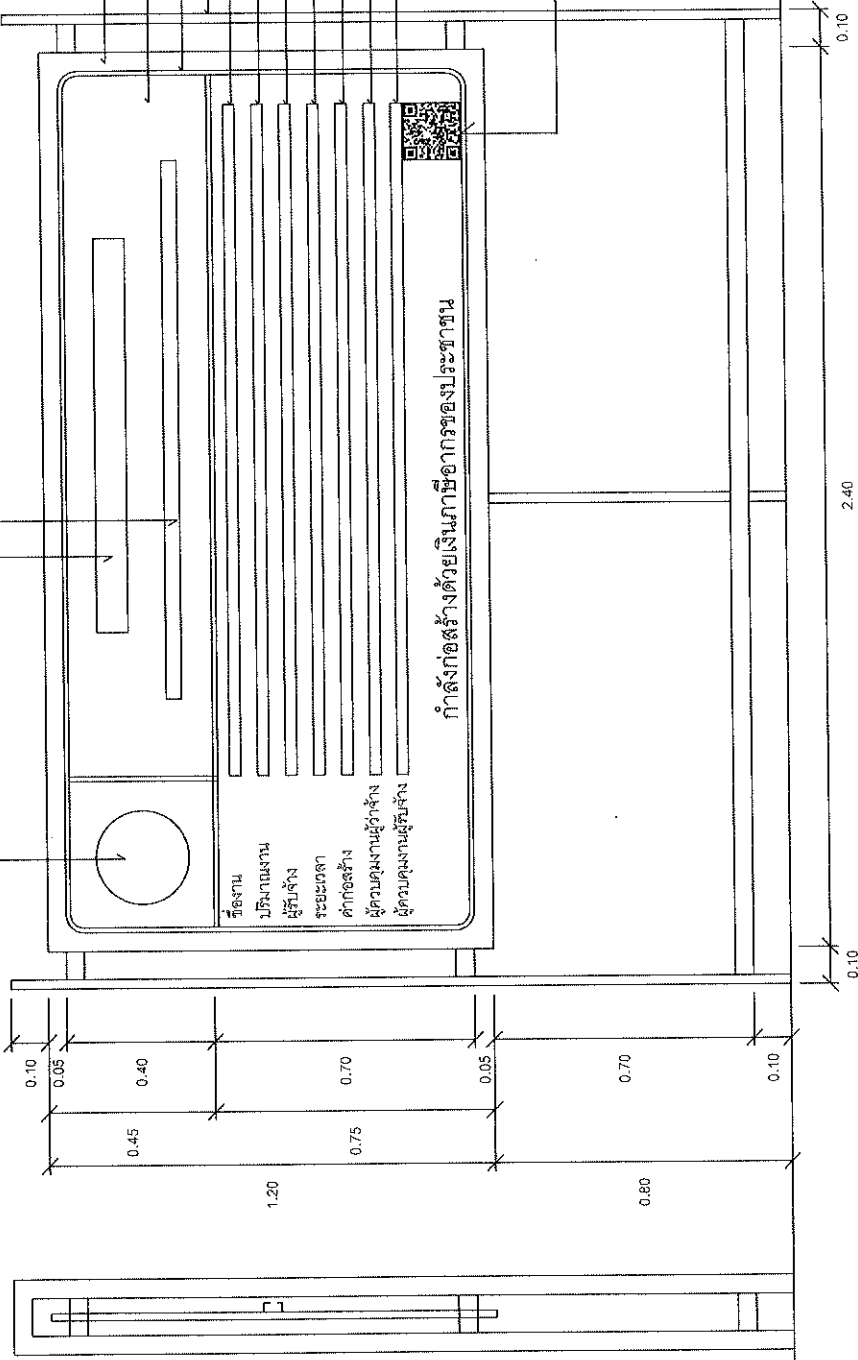 ชื่องาน
ปริมาณงาน
ผู้รับจ้าง
ระยะเวลา
ค่าก่อสร้าง
ผู้ควบคุมงานผู้ว่าจ้าง
ผู้ควบคุมงานผู้รับจ้าง
กำลังก่อสร้างด้วยเงินภาษีอากรของประชาชน
0.10
0.05
0.40
0.70
0.05
0.70
0.10
0.45
0.75
1.20
0.80
0.10
2.40
0.10